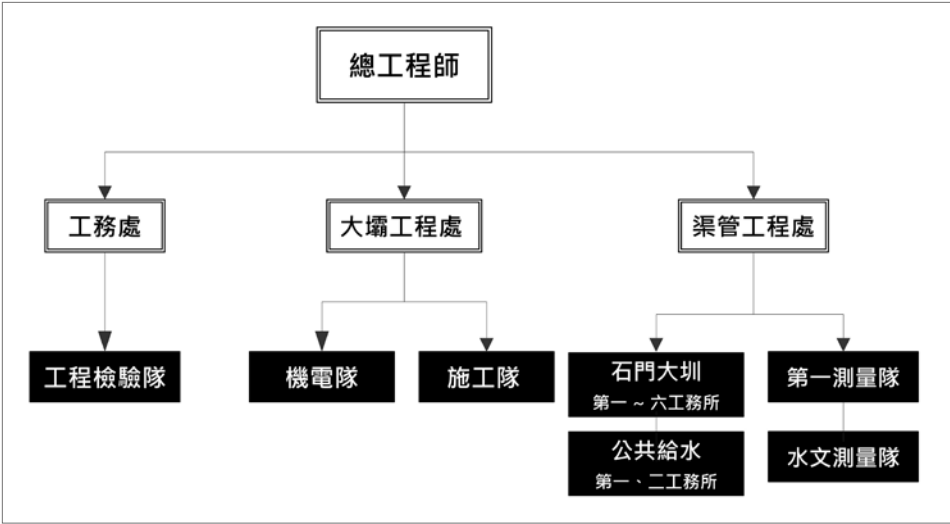 總工程師
工務處
大壩工程處
渠管工程處
工程檢驗隊
機電隊
施工隊
石門大圳
第一~六工務所
第一測量隊
公共給水
第一、二工務所
水文測量隊